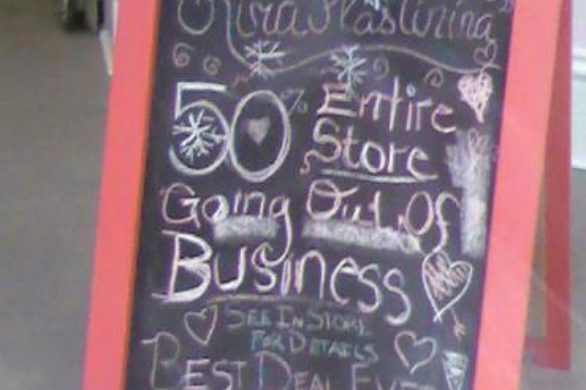 50% Entire
Store
Going Out Of
Business
SEE IN STORE
FOR DETAILS
BEST DEAL EVER